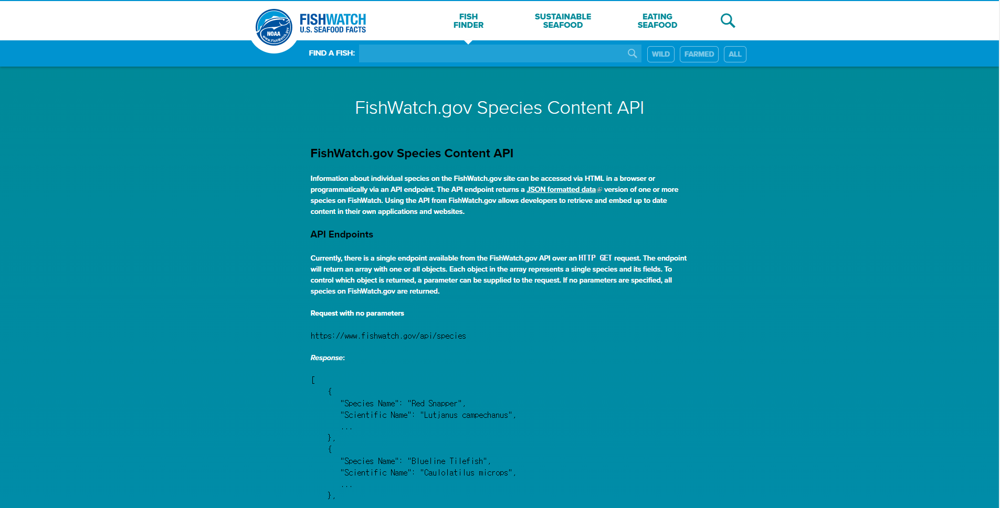 FISHWATCH
U.S. SEAFOOD FACTS
NOAA
www.FishWatch.gov
FISH
FINDER
SUSTAINABLE
SEAFOOD
EATING
SEAFOOD
FIND A FISH:
WILD
FARMED
ALL
FishWatch.gov Species Content API
FishWatch.gov Species Content API
Information about individual species on the FishWatch.gov site can be accessed via HTML in a browser or
programmatically via an API endpoint. The API endpoint returns a JSON formatted data version of one or more
species on FishWatch. Using the API from FishWatch.gov allows developers to retrieve and embed up to date
content in their own applications and websites.
API Endpoints
Currently, there is a single endpoint available from the FishWatch.gov API over an HTTP GET request. The endpoint
will return an array with one or all objects. Each object in the array represents a single species and its fields. To
control which object is returned, a parameter can be supplied to the request. If no parameters are specified, all
species on FishWatch.gov are returned.
Request with no parameters
https://www.fishwatch.gov/api/species
Response:
[
{
"Species Name": "Red Snapper",
"Scientific Name": "Lutjanus campechanus",
...
},
{
"Species Name": "Blueline Tilefish",
"Scientific Name": "Caulolatilus microps",
...
},